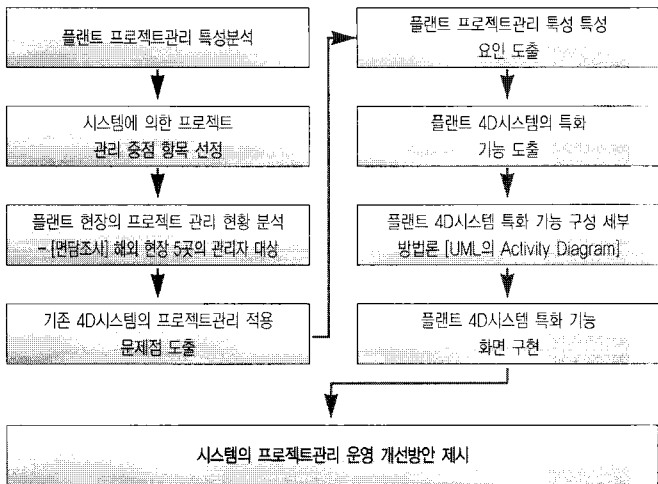 플랜트 프로젝트관리 특성분석
시스템에 의한 프로젝트
관리 중점 항목 선정
플랜트 현장의 프로젝트 관리 현황 분석
- [면담조사] 해외 현장 5곳의 관리자 대상
기존 4D시스템의 프로젝트관리 적용
문제점 도출
플랜트 프로젝트관리 특성 특성
요인 도출
플랜트 4D시스템의 특화
기능 도출
플랜트 4D시스템 특화 기능 구성 세부
방법론 [UML의 Activity Diagram]
플랜트 4D시스템 특화 기능
화면 구현
시스템의 프로젝트관리 운영 개선방안 제시